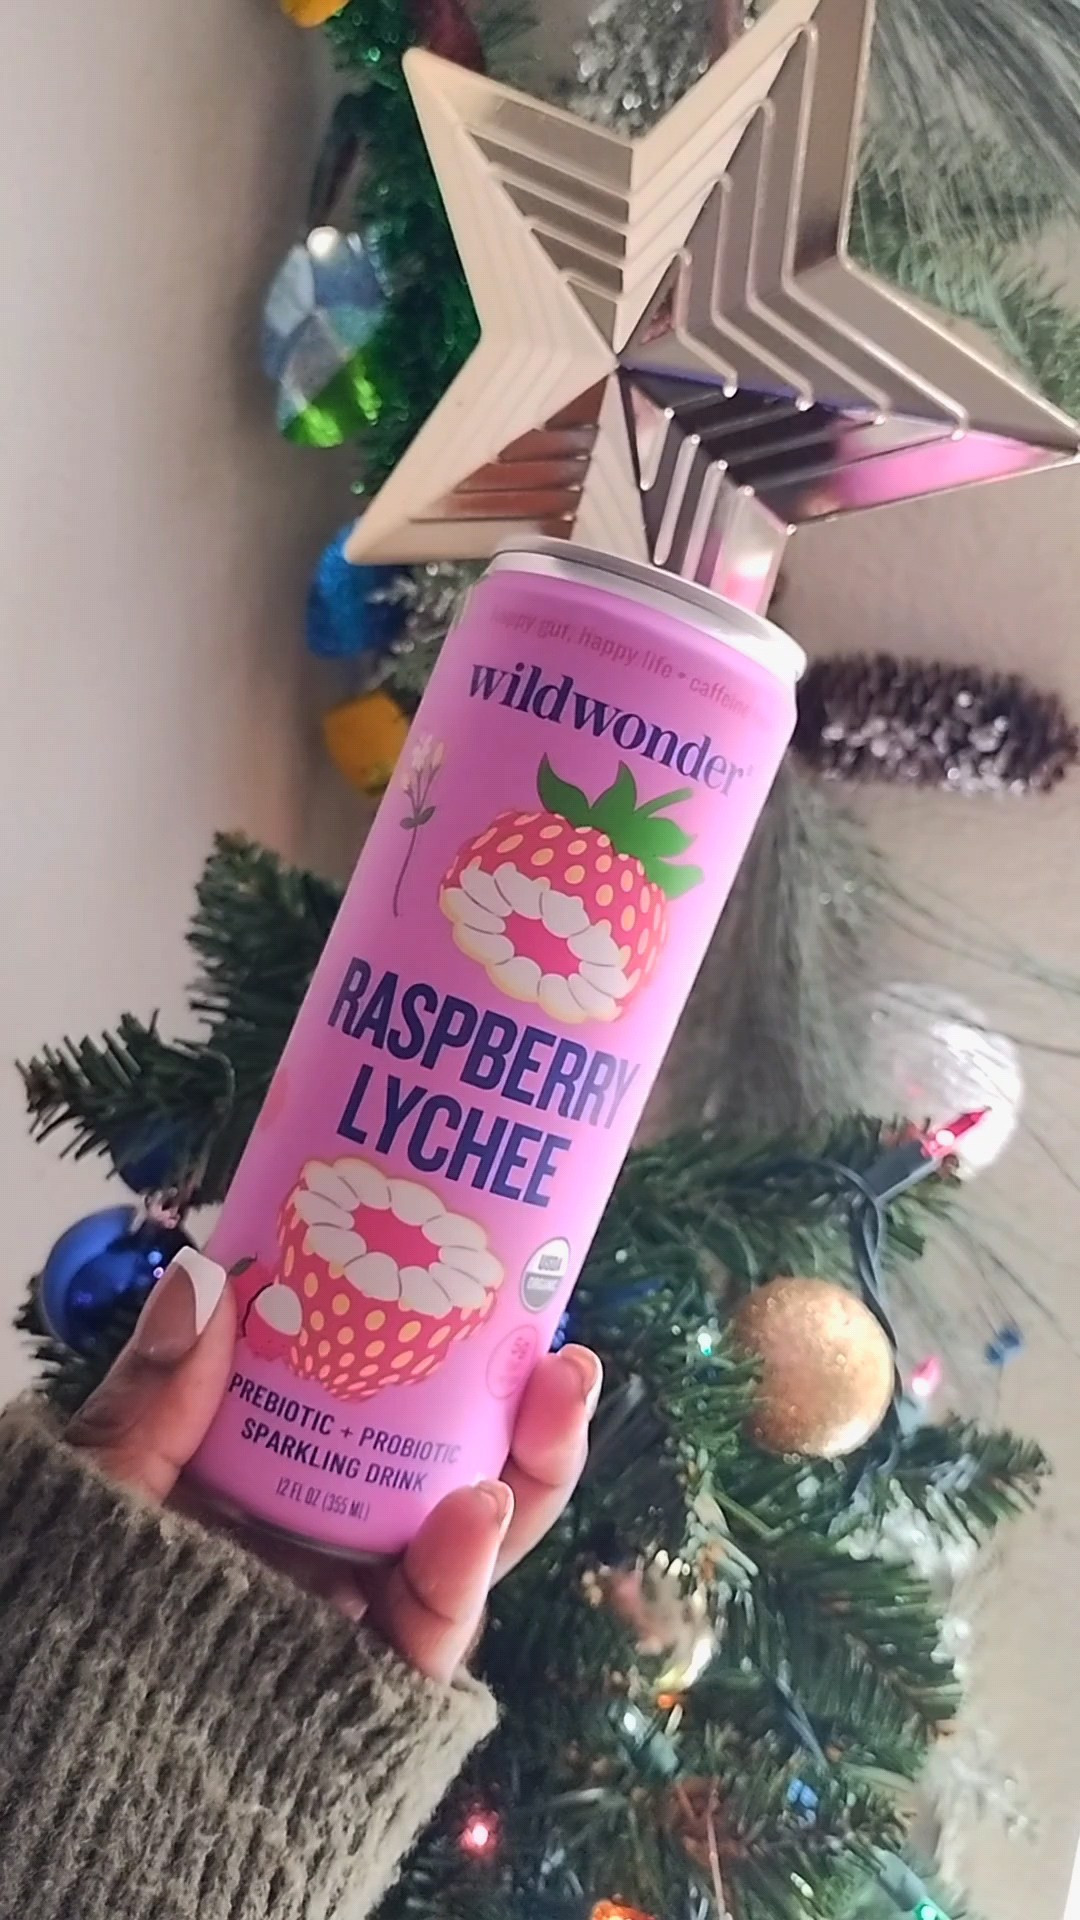 happy gut, happy life • caffeine
wildwonder®
RASPBERRY
LYCHEE
USDA
ORGANIC
PREBIOTIC + PROBIOTIC
SPARKLING DRINK
12 FL OZ (355 ML)